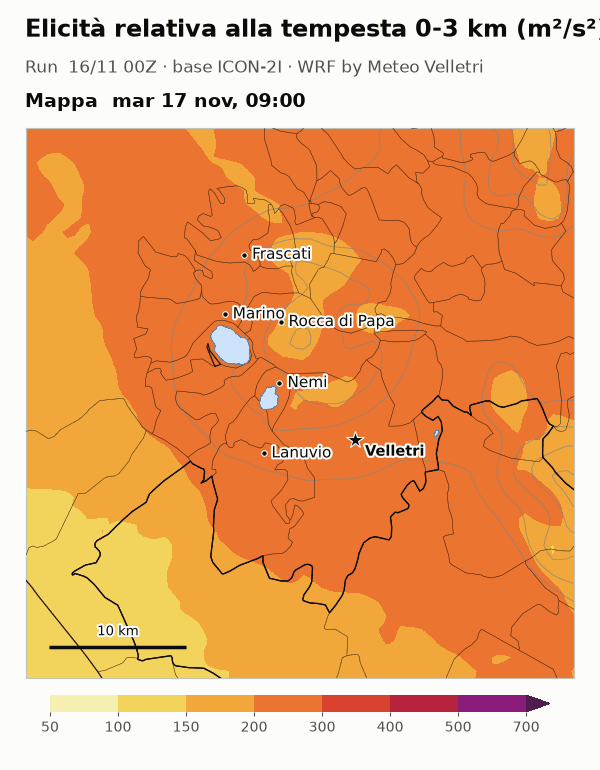 Elicità relativa alla tempesta 0-3 km (m²/s²)
Run  16/11 00Z · base ICON-2I · WRF by Meteo Velletri
Mappa  mar 17 nov, 09:00
Frascati
Marino
Rocca di Papa
Nemi
Velletri
Lanuvio
10 km
50 100 150 200 300 400 500 700